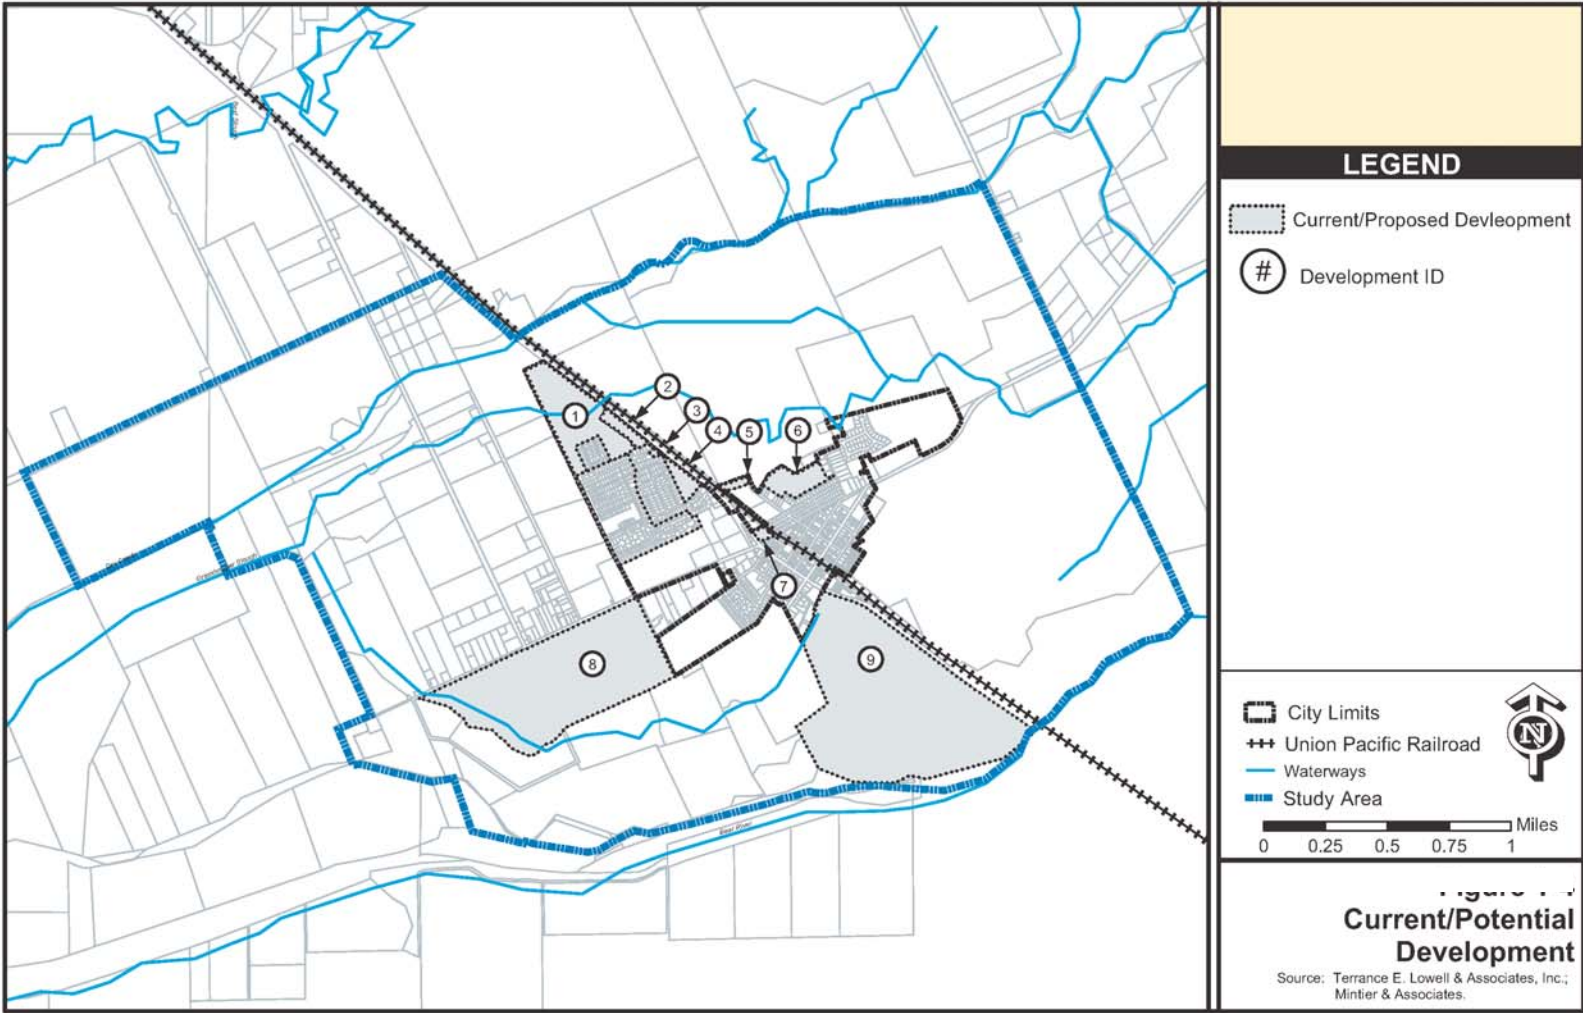 LEGEND
Current/Proposed Devleopment
#
Development ID
1
2
3
4
5
6
7
8
9
Bear River
City Limits
Union Pacific Railroad
N
Waterways
Study Area
Miles
0 0.25 0.5 0.75 1
Current/Potential
Development
Source: Terrance E. Lowell & Associates, Inc.;
Mintier & Associates.